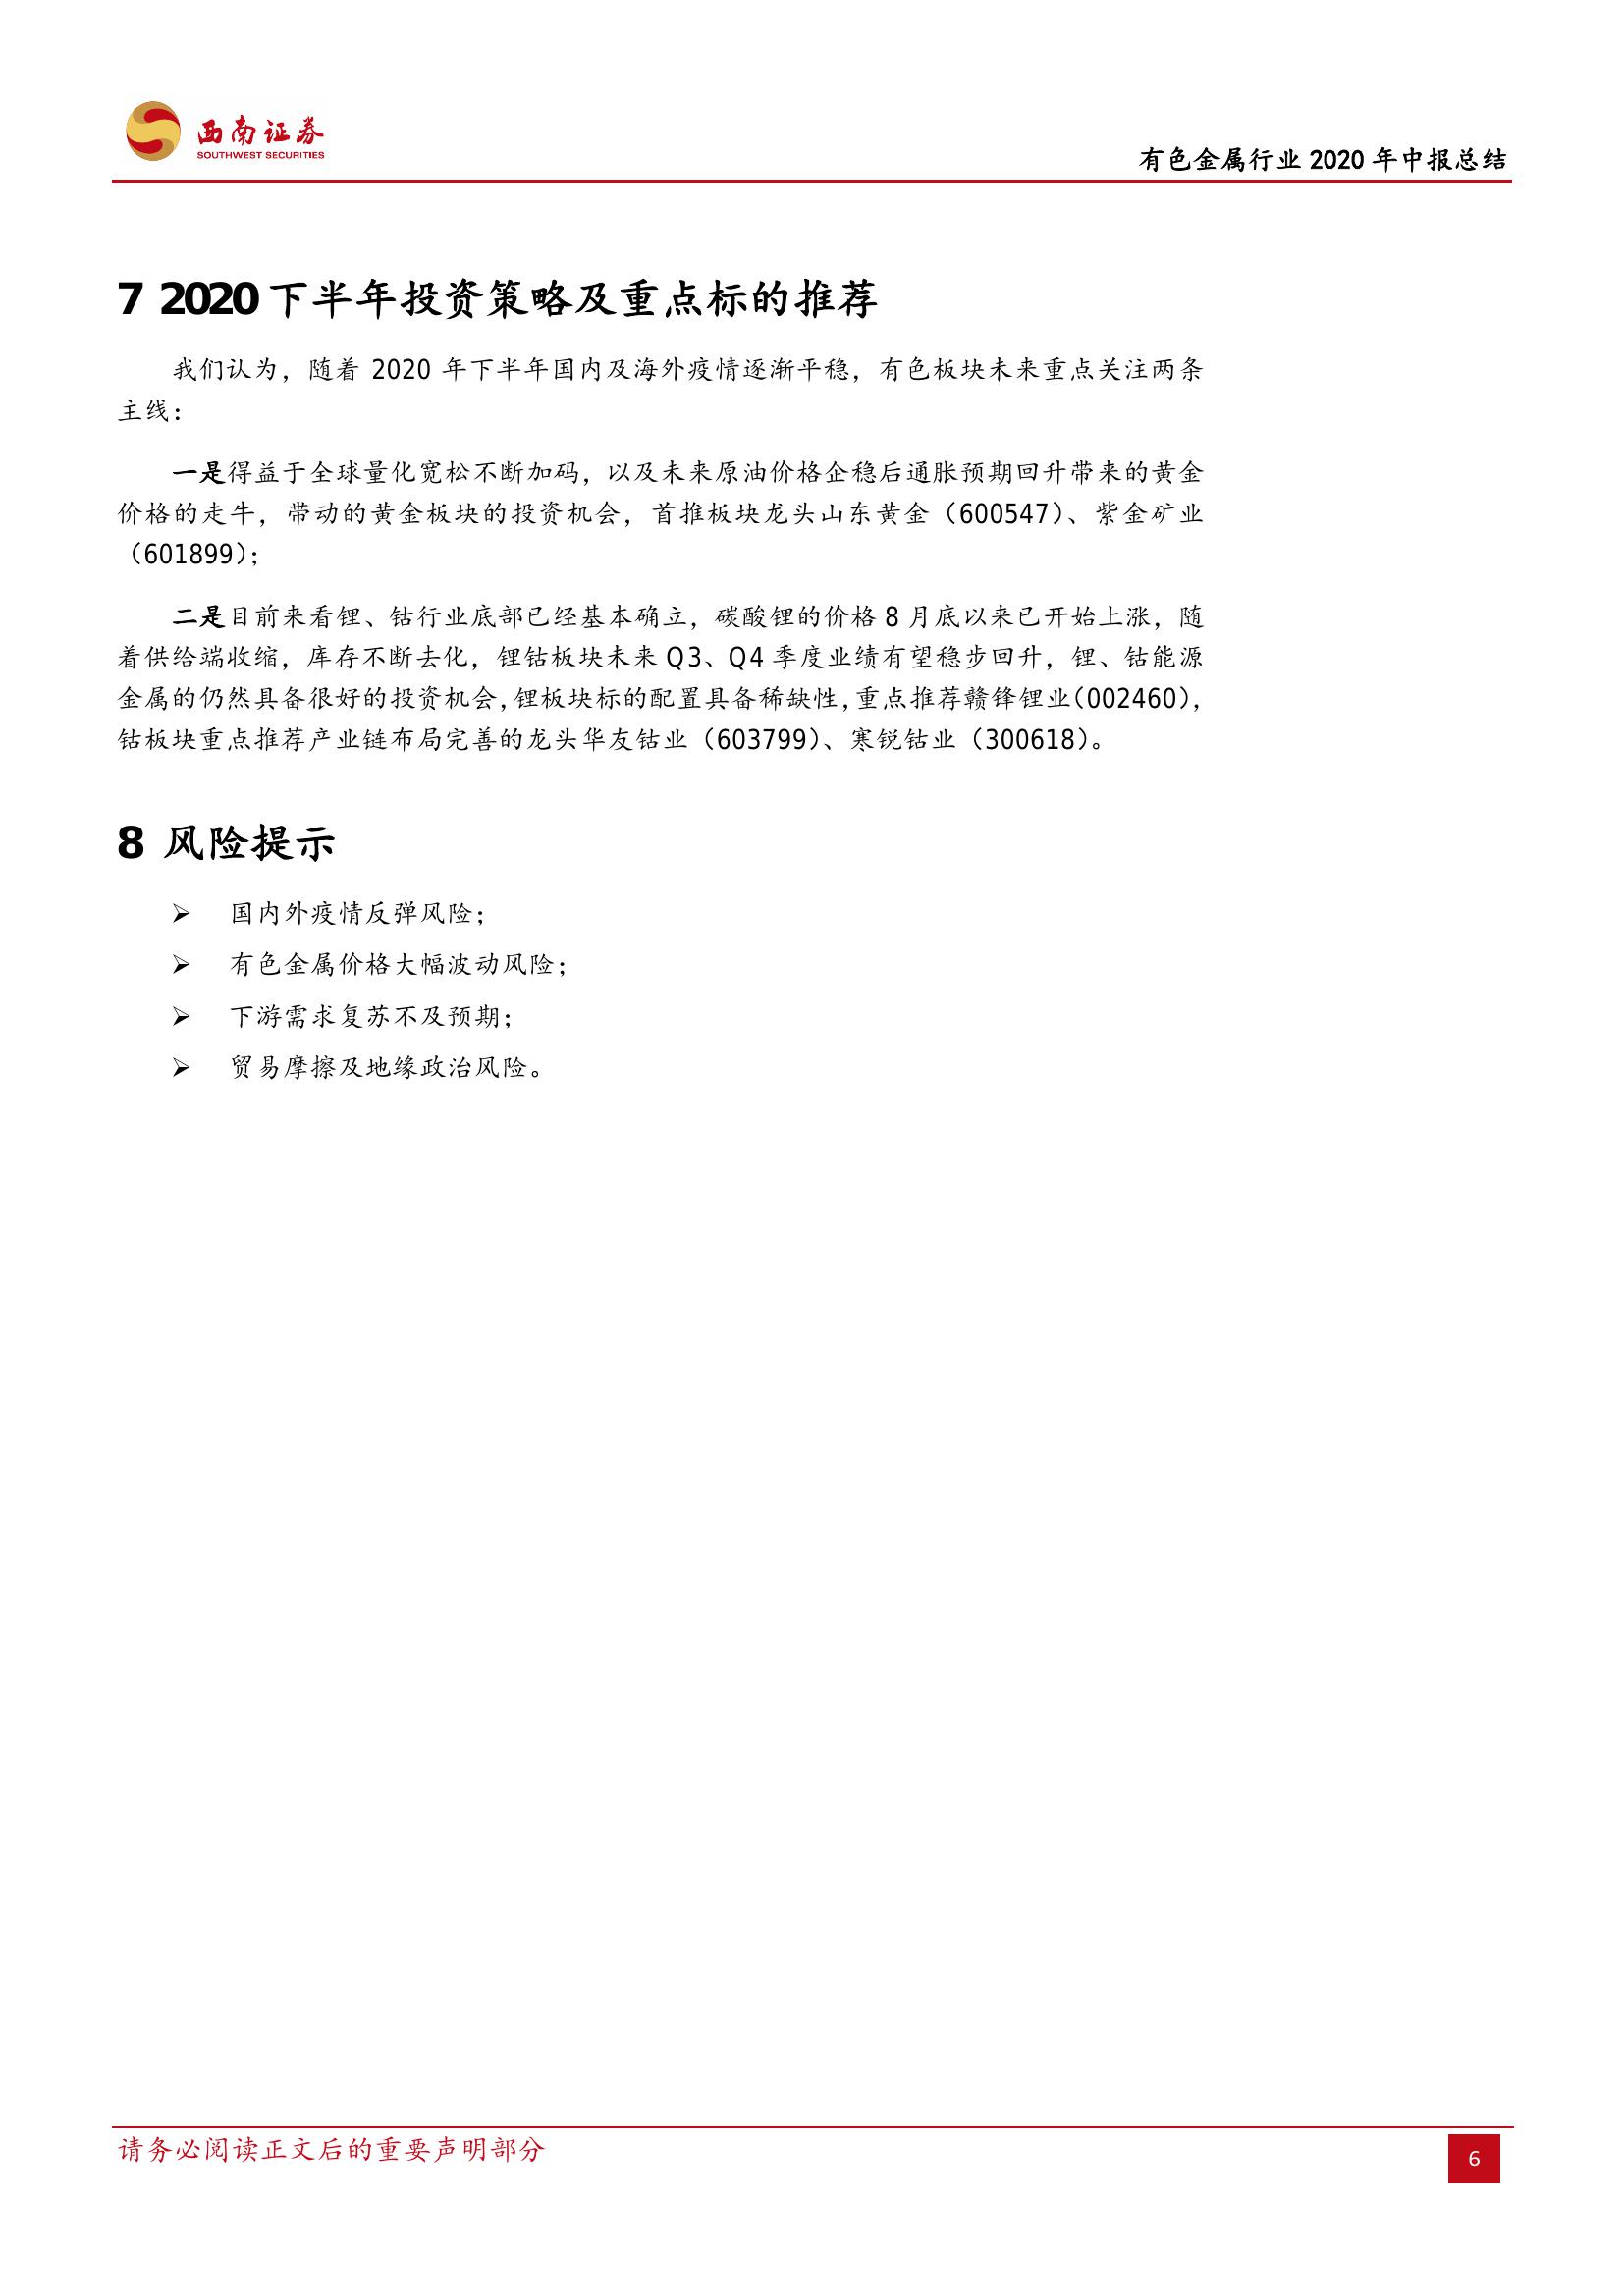 西南证券
SOUTHWEST SECURITIES
有色金属行业 2020 年中报总结
7 2020 下半年投资策略及重点标的推荐
我们认为，随着 2020 年下半年国内及海外疫情逐渐平稳，有色板块未来重点关注两条
主线：
一是得益于全球量化宽松不断加码，以及未来原油价格企稳后通胀预期回升带来的黄金
价格的走牛，带动的黄金板块的投资机会，首推板块龙头山东黄金（600547）、紫金矿业
（601899）；
二是目前来看锂、钴行业底部已经基本确立，碳酸锂的价格 8 月底以来已开始上涨，随
着供给端收缩，库存不断去化，锂钴板块未来 Q3、Q4 季度业绩有望稳步回升，锂、钴能源
金属的仍然具备很好的投资机会，锂板块标的配置具备稀缺性，重点推荐赣锋锂业（002460），
钴板块重点推荐产业链布局完善的龙头华友钴业（603799）、寒锐钴业（300618）。
8 风险提示
➢ 国内外疫情反弹风险；
➢ 有色金属价格大幅波动风险；
➢ 下游需求复苏不及预期；
➢ 贸易摩擦及地缘政治风险。
请务必阅读正文后的重要声明部分
6